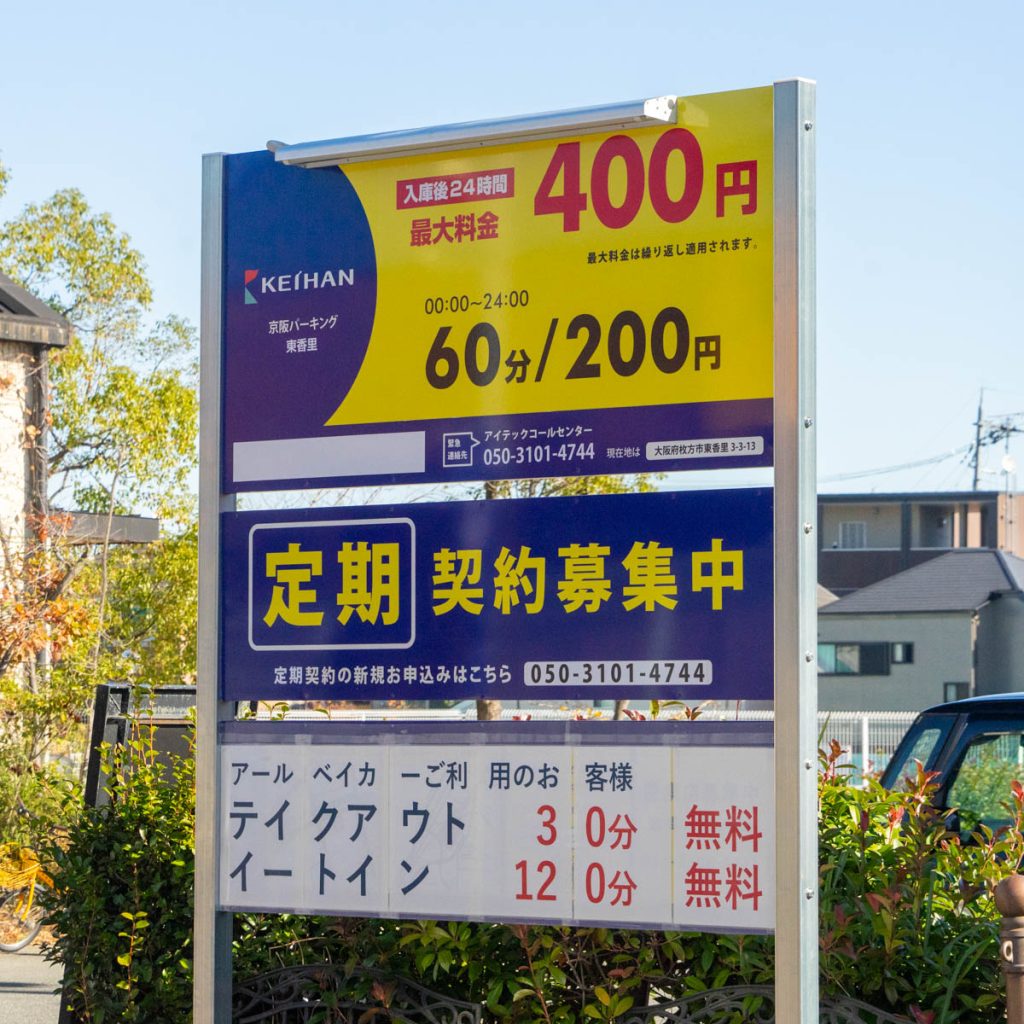 入庫後24時間
最大料金
400円
最大料金は繰り返し適用されます。
KEIHAN
京阪パーキング
東香里
00:00~24:00
60分/200円
緊急
連絡先
アイテックコールセンター
050-3101-4744
現在地は 大阪府枚方市東香里 3-3-13
定期 契約募集中
定期契約の新規お申込みはこちら 050-3101-4744
アールベイカーご利用のお客様
テイクアウト 30分 無料
イートイン 120分 無料